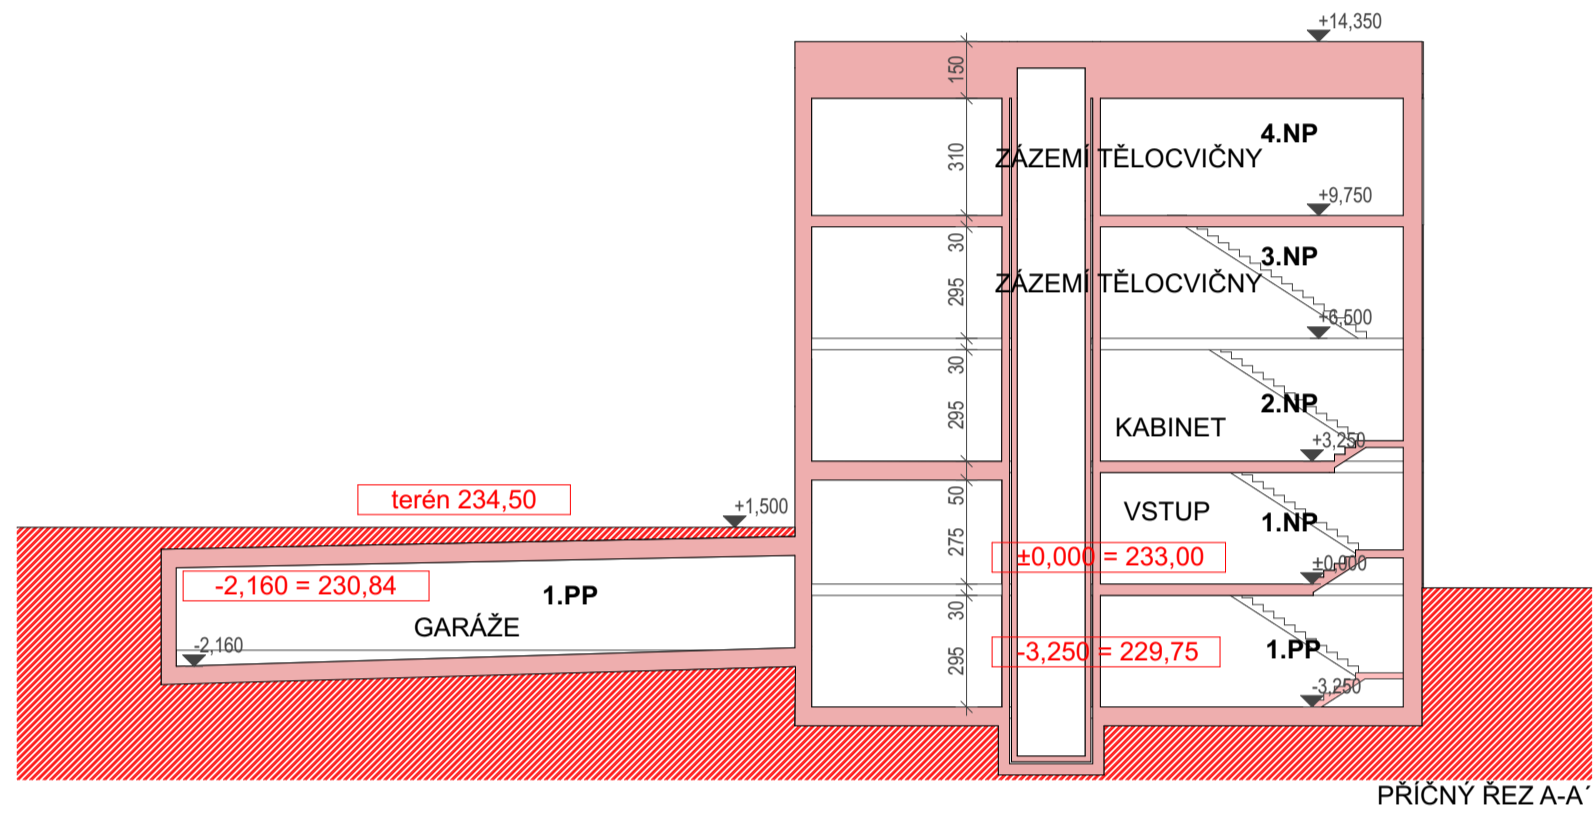 +14,350
150
4.NP
310
ZÁZEMÍ TĚLOCVIČNY
+9,750
30
3.NP
295
ZÁZEMÍ TĚLOCVIČNY
+6,500
30
2.NP
295
KABINET
+3,250
terén 234,50
+1,500
50
VSTUP
1.NP
275
±0,000 = 233,00
±0,000
-2,160 = 230,84
1.PP
30
GARÁŽE
-2,160
295
-3,250 = 229,75
1.PP
-3,250
PŘÍČNÝ ŘEZ A-A´